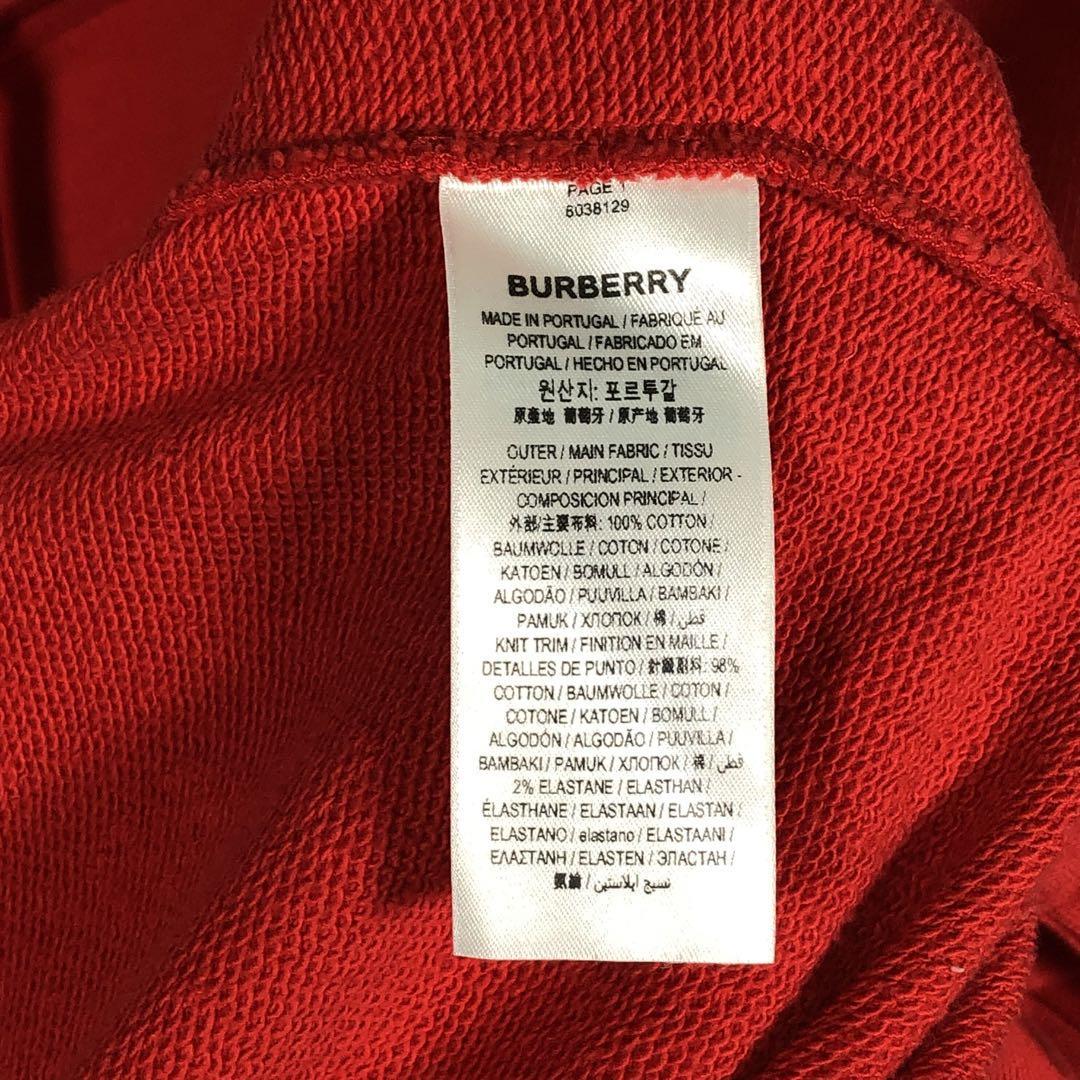 PAGE 1
8038129
BURBERRY
MADE IN PORTUGAL / FABRIQUÉ AU
PORTUGAL / FABRICADO EM
PORTUGAL / HECHO EN PORTUGAL
원산지: 포르투갈
原產地 葡萄牙 / 原产地 葡萄牙
OUTER / MAIN FABRIC / TISSU
EXTÉRIEUR / PRINCIPAL / EXTERIOR -
COMPOSICION PRINCIPAL /
外部/主要布料: 100% COTTON /
BAUMWOLLE / COTON / COTONE /
KATOEN / BOMULL / ALGODÓN /
ALGODÃO / PUUVILLA / BAMBAKI /
PAMUK / ХЛОПОК / 棉 / قطن /
KNIT TRIM / FINITION EN MAILLE /
DETALLES DE PUNTO / 針織副料: 98%
COTTON / BAUMWOLLE / COTON /
COTONE / KATOEN / BOMULL /
ALGODÓN / ALGODÃO / PUUVILLA /
BAMBAKI / PAMUK / ХЛОПОК / 棉 / قطن
2% ELASTANE / ELASTHAN /
ÉLASTHANE / ELASTAAN / ELASTAN /
ELASTANO / elastano / ELASTAANI /
ΕΛΑΣΤΑΝΗ / ELASTEN / ЭЛАСТАН /
氨綸 / نسيج ايلاستين